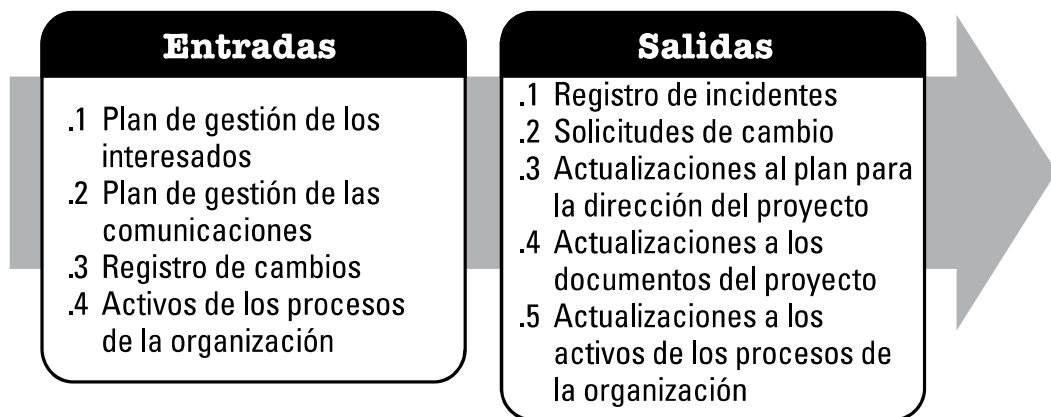 Entradas
.1 Plan de gestión de los
interesados
.2 Plan de gestión de las
comunicaciones
.3 Registro de cambios
.4 Activos de los procesos
de la organización
Salidas
.1 Registro de incidentes
.2 Solicitudes de cambio
.3 Actualizaciones al plan para
la dirección del proyecto
.4 Actualizaciones a los
documentos del proyecto
.5 Actualizaciones a los
activos de los procesos de
la organización